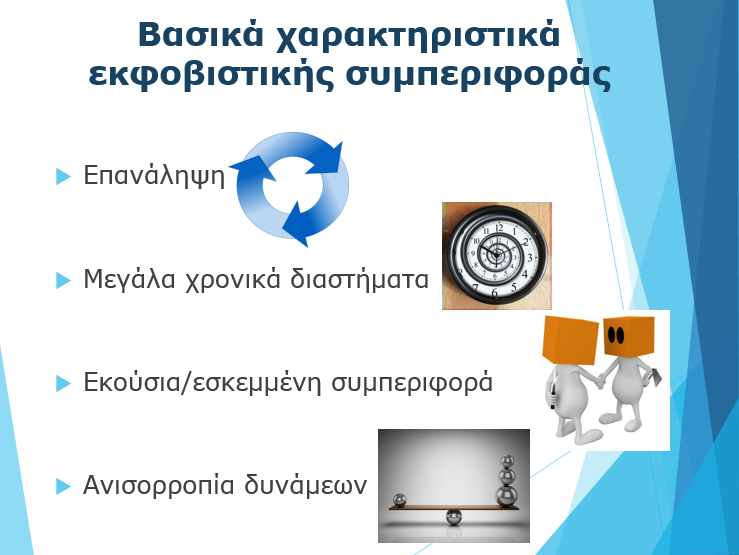 Βασικά χαρακτηριστικά
εκφοβιστικής συμπεριφοράς
Επανάληψη
Μεγάλα χρονικά διαστήματα
Εκούσια/εσκεμμένη συμπεριφορά
Ανισορροπία δυνάμεων